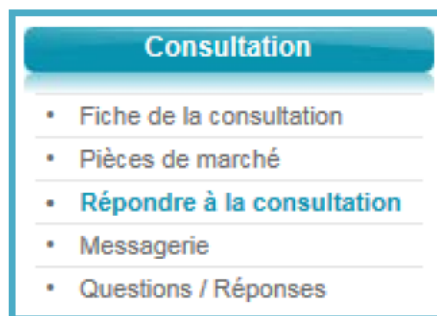 Consultation
• Fiche de la consultation
• Pièces de marché
• Répondre à la consultation
• Messagerie
• Questions / Réponses